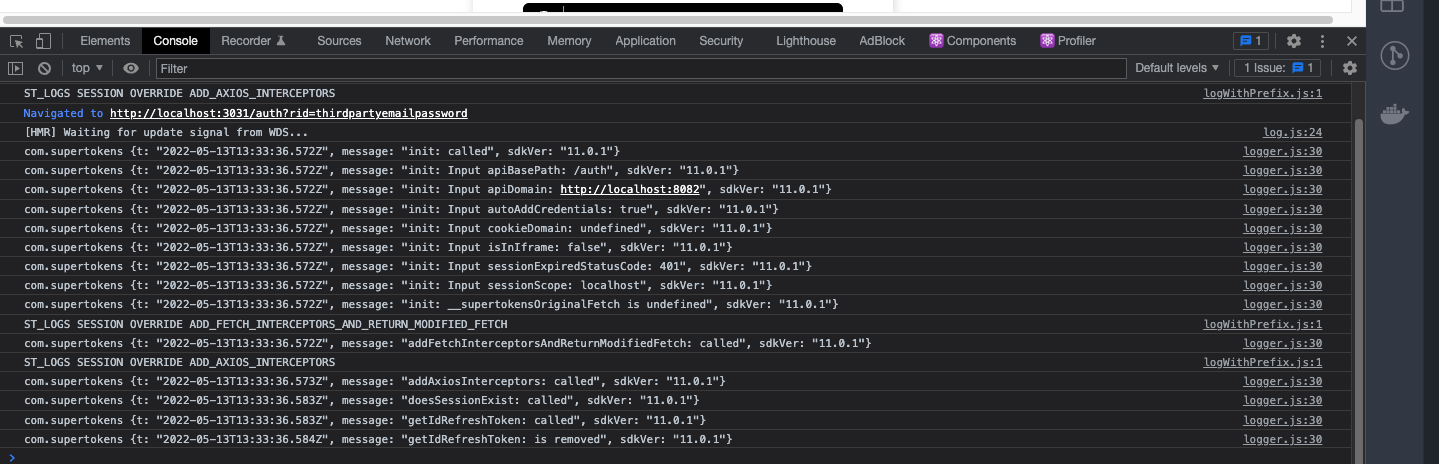 Elements Console Recorder Sources Network Performance Memory Application Security Lighthouse AdBlock Components Profiler 1
top Filter Default levels 1 Issue: 1
ST_LOGS SESSION OVERRIDE ADD_AXIOS_INTERCEPTORS logWithPrefix.js:1
Navigated to http://localhost:3031/auth?rid=thirdpartyemailpassword
[HMR] Waiting for update signal from WDS... log.js:24
com.supertokens {t: "2022-05-13T13:33:36.572Z", message: "init: called", sdkVer: "11.0.1"} logger.js:30
com.supertokens {t: "2022-05-13T13:33:36.572Z", message: "init: Input apiBasePath: /auth", sdkVer: "11.0.1"} logger.js:30
com.supertokens {t: "2022-05-13T13:33:36.572Z", message: "init: Input apiDomain: http://localhost:8082", sdkVer: "11.0.1"} logger.js:30
com.supertokens {t: "2022-05-13T13:33:36.572Z", message: "init: Input autoAddCredentials: true", sdkVer: "11.0.1"} logger.js:30
com.supertokens {t: "2022-05-13T13:33:36.572Z", message: "init: Input cookieDomain: undefined", sdkVer: "11.0.1"} logger.js:30
com.supertokens {t: "2022-05-13T13:33:36.572Z", message: "init: Input isInIframe: false", sdkVer: "11.0.1"} logger.js:30
com.supertokens {t: "2022-05-13T13:33:36.572Z", message: "init: Input sessionExpiredStatusCode: 401", sdkVer: "11.0.1"} logger.js:30
com.supertokens {t: "2022-05-13T13:33:36.572Z", message: "init: Input sessionScope: localhost", sdkVer: "11.0.1"} logger.js:30
com.supertokens {t: "2022-05-13T13:33:36.572Z", message: "init: __supertokensOriginalFetch is undefined", sdkVer: "11.0.1"} logger.js:30
ST_LOGS SESSION OVERRIDE ADD_FETCH_INTERCEPTORS_AND_RETURN_MODIFIED_FETCH logWithPrefix.js:1
com.supertokens {t: "2022-05-13T13:33:36.572Z", message: "addFetchInterceptorsAndReturnModifiedFetch: called", sdkVer: "11.0.1"} logger.js:30
ST_LOGS SESSION OVERRIDE ADD_AXIOS_INTERCEPTORS logWithPrefix.js:1
com.supertokens {t: "2022-05-13T13:33:36.573Z", message: "addAxiosInterceptors: called", sdkVer: "11.0.1"} logger.js:30
com.supertokens {t: "2022-05-13T13:33:36.583Z", message: "doesSessionExist: called", sdkVer: "11.0.1"} logger.js:30
com.supertokens {t: "2022-05-13T13:33:36.583Z", message: "getIdRefreshToken: called", sdkVer: "11.0.1"} logger.js:30
com.supertokens {t: "2022-05-13T13:33:36.584Z", message: "getIdRefreshToken: is removed", sdkVer: "11.0.1"} logger.js:30